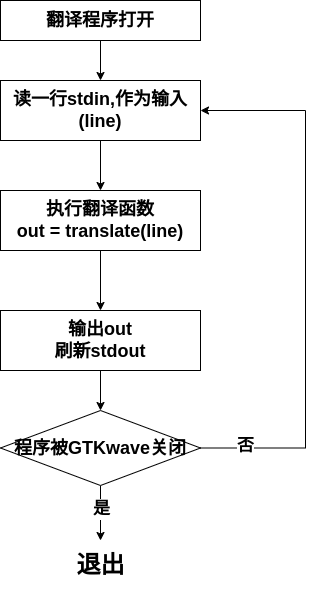 翻译程序打开
读一行stdin,作为输入
(line)
执行翻译函数
out = translate(line)
输出out
刷新stdout
程序被GTKwave关闭
否
是
退出